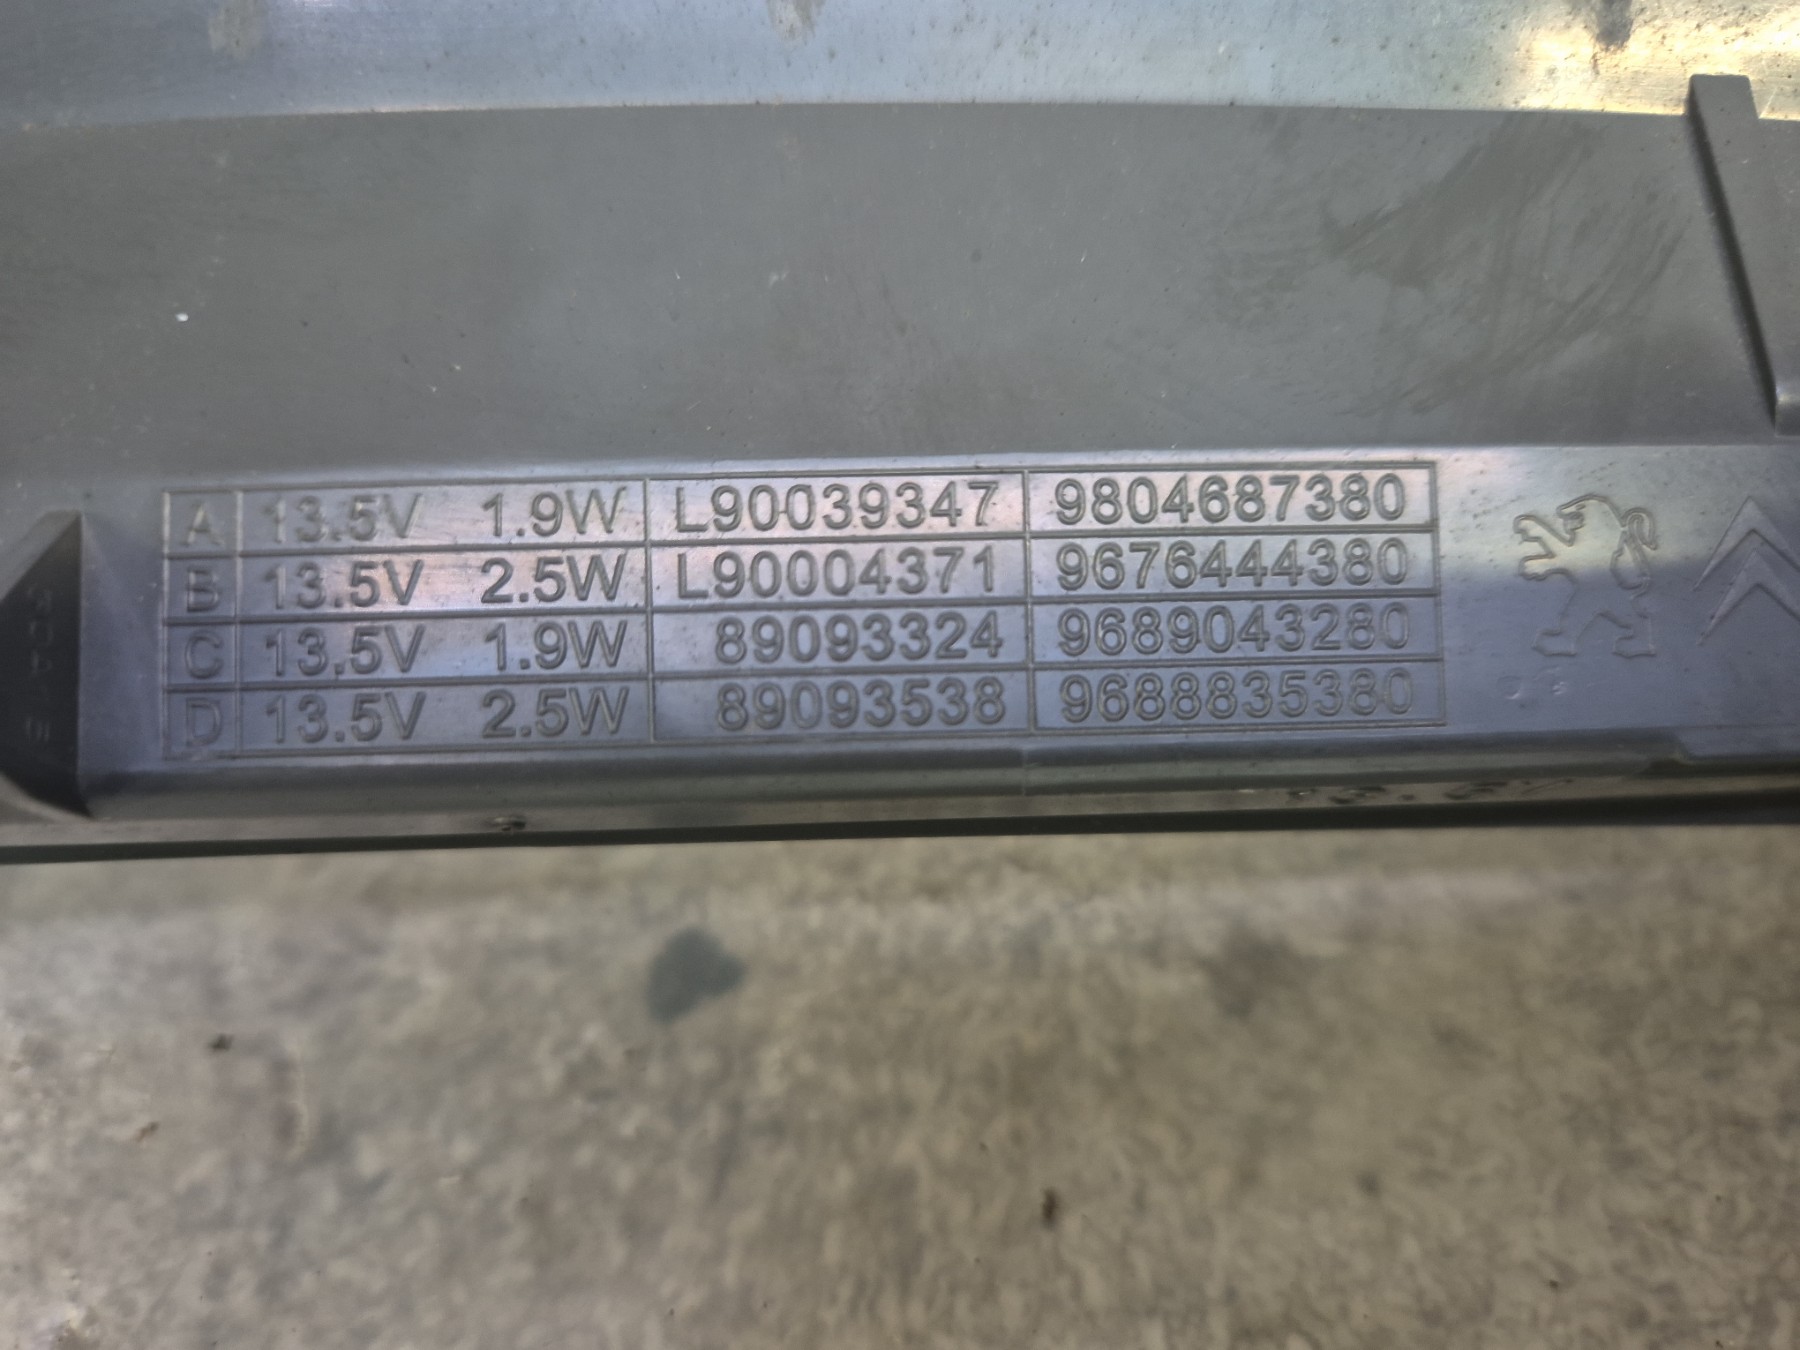 A 13.5V 1.9W L90039347 9804687380
B 13.5V 2.5W L90004371 9676444380
C 13.5V 1.9W 89093324 9689043280
D 13.5V 2.5W 89093538 9688835380